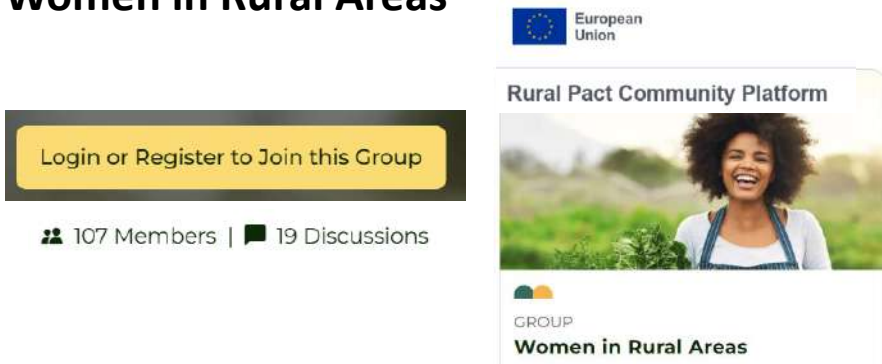 Women in Rural Areas
Login or Register to Join this Group
107 Members | 19 Discussions
European
Union
Rural Pact Community Platform
GROUP
Women in Rural Areas